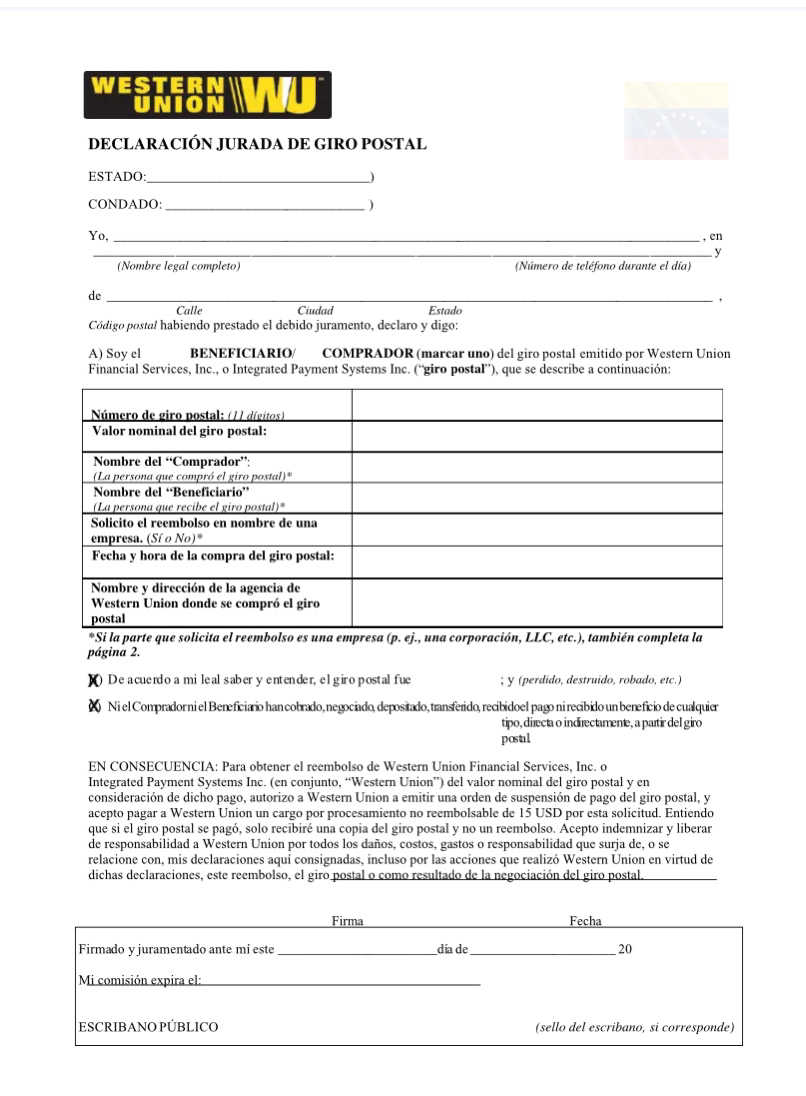 WESTERN UNION WU
DECLARACIÓN JURADA DE GIRO POSTAL
ESTADO:________________________________)
CONDADO: ____________________________ )
Yo, ____________________________________________________________________________________ , en
_________________________________________________________________________________________ y
(Nombre legal completo) (Número de teléfono durante el día)
de _______________________________________________________________________________________ ,
Calle Ciudad Estado
Código postal habiendo prestado el debido juramento, declaro y digo:
A) Soy el BENEFICIARIO/ COMPRADOR (marcar uno) del giro postal emitido por Western Union
Financial Services, Inc., o Integrated Payment Systems Inc. (“giro postal”), que se describe a continuación:
Número de giro postal: (11 dígitos)
Valor nominal del giro postal:
Nombre del “Comprador”:
(La persona que compró el giro postal)*
Nombre del “Beneficiario”
(La persona que recibe el giro postal)*
Solicito el reembolso en nombre de una
empresa. (Sí o No)*
Fecha y hora de la compra del giro postal:
Nombre y dirección de la agencia de
Western Union donde se compró el giro
postal
*Si la parte que solicita el reembolso es una empresa (p. ej., una corporación, LLC, etc.), también completa la
página 2.
) De acuerdo a mi leal saber y entender, el giro postal fue ; y (perdido, destruido, robado, etc.)
) Ni el Comprador ni el Beneficiario han cobrado, negociado, depositado, transferido, recibido el pago ni recibido un beneficio de cualquier
tipo, directa o indirectamente, a partir del giro
postal.
EN CONSECUENCIA: Para obtener el reembolso de Western Union Financial Services, Inc. o
Integrated Payment Systems Inc. (en conjunto, “Western Union”) del valor nominal del giro postal y en
consideración de dicho pago, autorizo a Western Union a emitir una orden de suspensión de pago del giro postal, y
acepto pagar a Western Union un cargo por procesamiento no reembolsable de 15 USD por esta solicitud. Entiendo
que si el giro postal se pagó, solo recibiré una copia del giro postal y no un reembolso. Acepto indemnizar y liberar
de responsabilidad a Western Union por todos los daños, costos, gastos o responsabilidad que surja de, o se
relacione con, mis declaraciones aquí consignadas, incluso por las acciones que realizó Western Union en virtud de
dichas declaraciones, este reembolso, el giro postal o como resultado de la negociación del giro postal.
Firma Fecha
Firmado y juramentado ante mí este _______________________día de _____________________ 20
Mi comisión expira el:
ESCRIBANO PÚBLICO (sello del escribano, si corresponde)